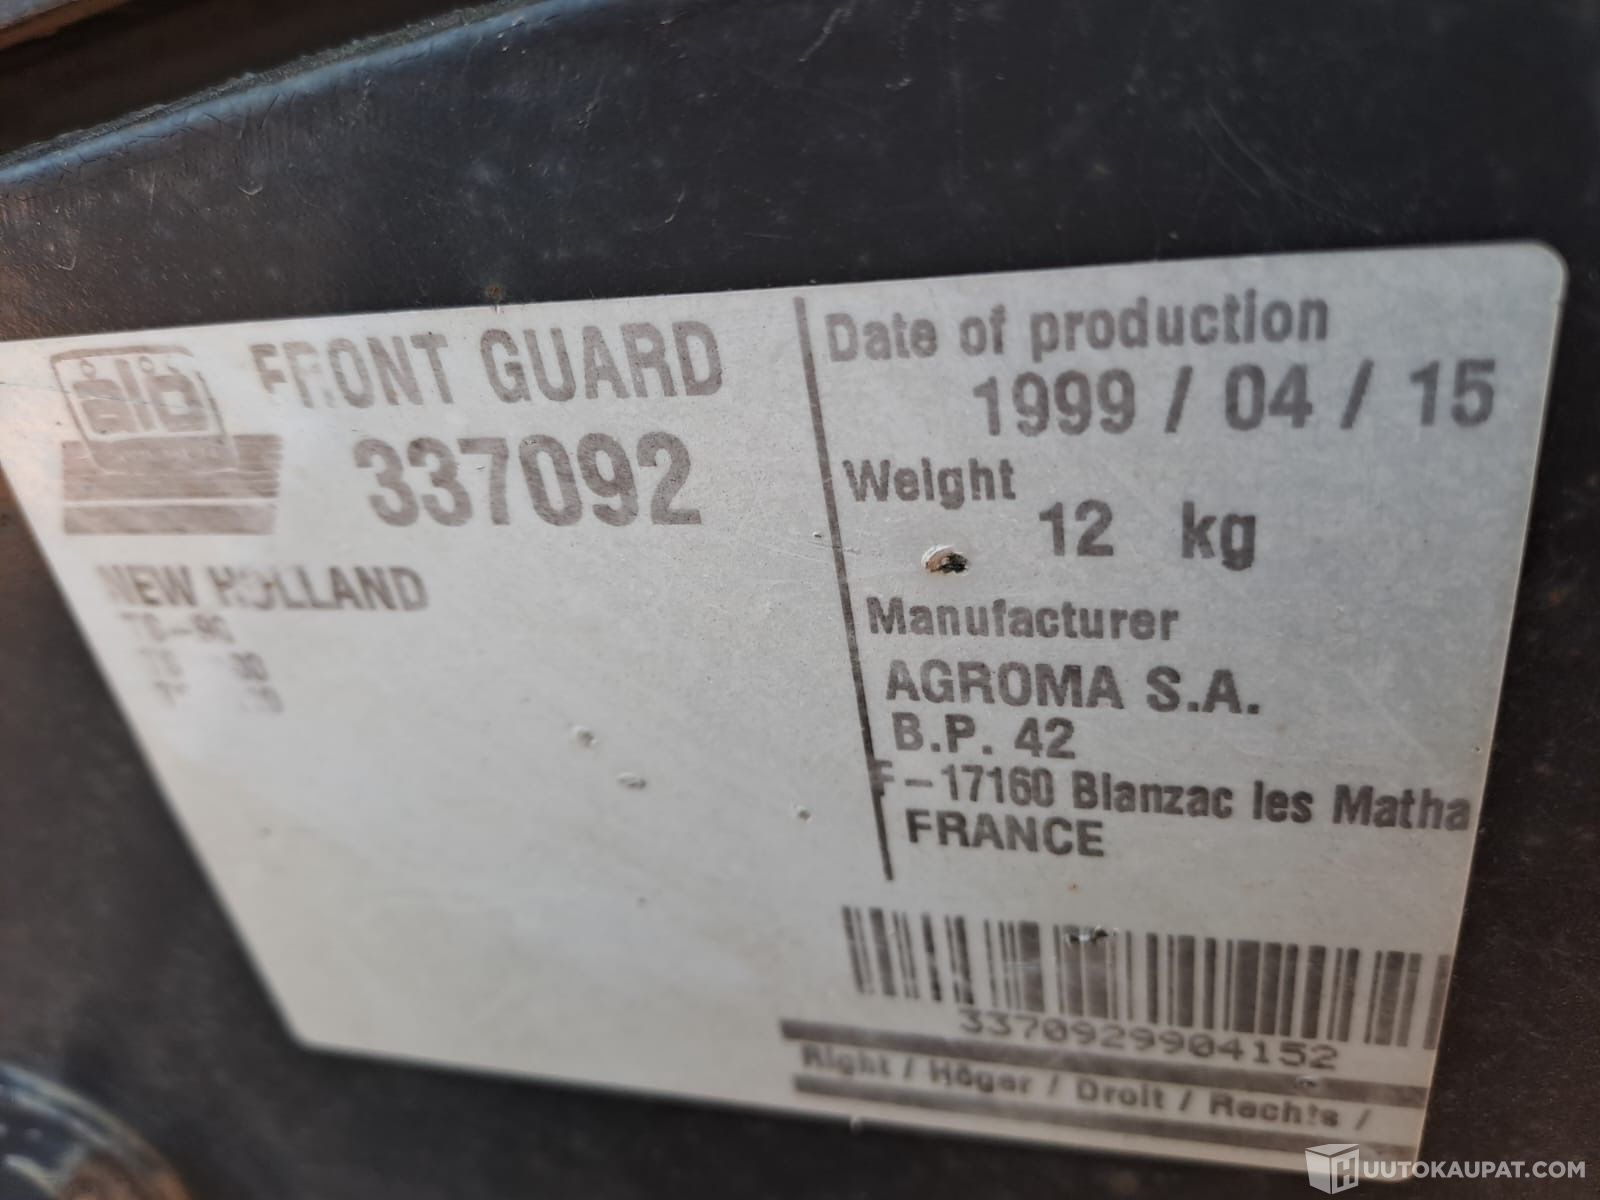 alo
FRONT GUARD
337092
NEW HOLLAND
Date of production
1999 / 04 / 15
Weight
12 kg
Manufacturer
AGROMA S.A.
B.P. 42
F-17160 Blanzac les Matha
FRANCE
3370929904152
Right / Höger / Droit / Rechts /
HUUTOKAUPAT.COM